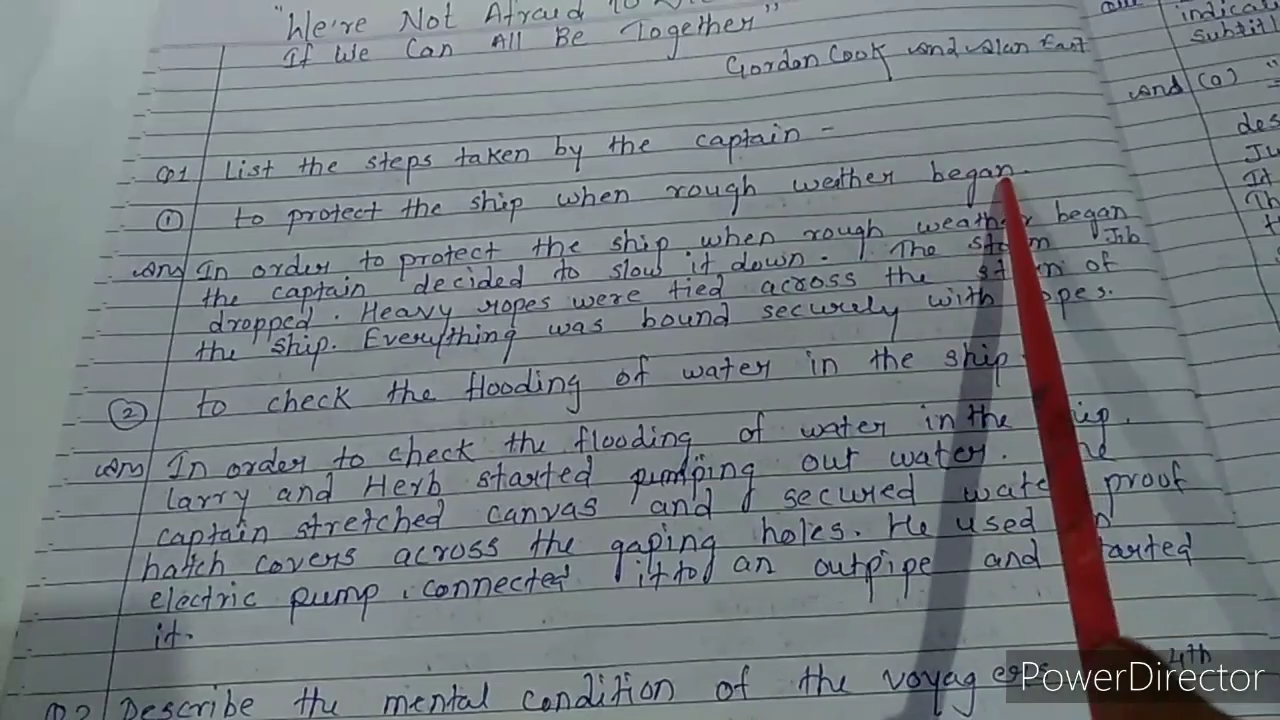 "We're Not Afraid to
If We Can All Be Together"
Gordon Cook and Alan East
Q1 List the steps taken by the captain -
① to protect the ship when rough weather began.
Ans In order to protect the ship when rough weather began
the captain decided to slow it down. The storm Jib
dropped. Heavy ropes were tied across the of
the ship. Everything was bound securely with
② to check the flooding of water in the ship
Ans In order to check the flooding of water in the
Larry and Herb started pumping out water.
captain stretched canvas and secured proof
hatch covers across the gaping holes. He used
electric pump, connected it to an outpipe and
it.
Q2 Describe the mental condition of the 4th
and (a)
PowerDirector